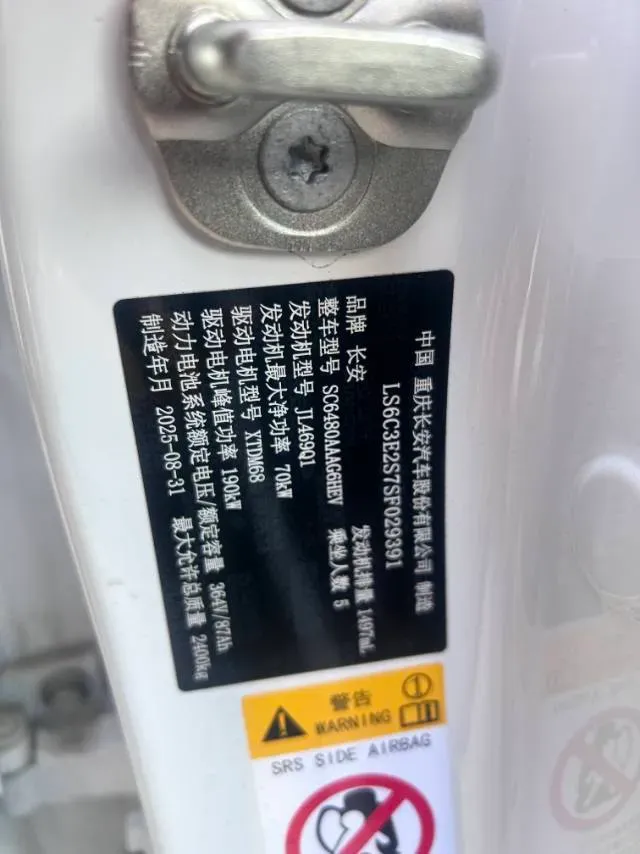 中国 重庆长安汽车股份有限公司 制造
LS6C3E2S7SF029391
品牌 长安
整车型号 SC6480AAAG6HEV 乘坐人数 5
发动机型号 JL469Q1 发动机排量 1497mL
发动机最大净功率 70kW
驱动电机型号 XTDM68
驱动电机峰值功率 190kW
动力电池系统额定电压/额定容量 364V/87Ah
制造年月 2025-08-31 最大允许总质量 2400kg
警告
WARNING
SRS SIDE AIRBAG